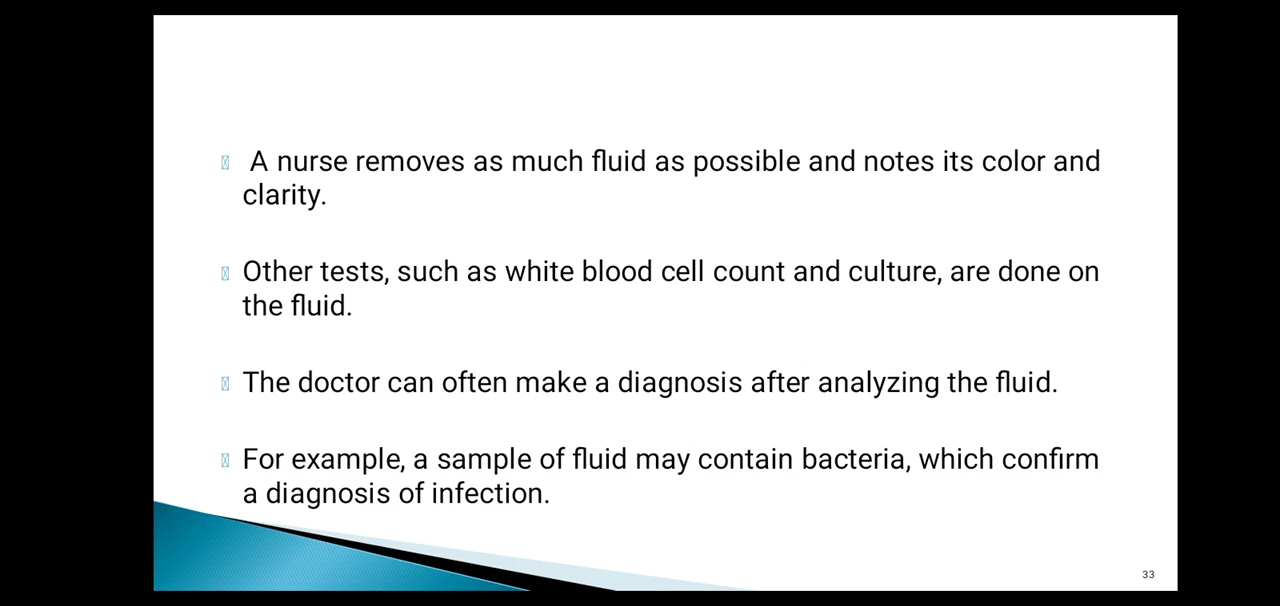 A nurse removes as much fluid as possible and notes its color and
clarity.
Other tests, such as white blood cell count and culture, are done on
the fluid.
The doctor can often make a diagnosis after analyzing the fluid.
For example, a sample of fluid may contain bacteria, which confirm
a diagnosis of infection.
33